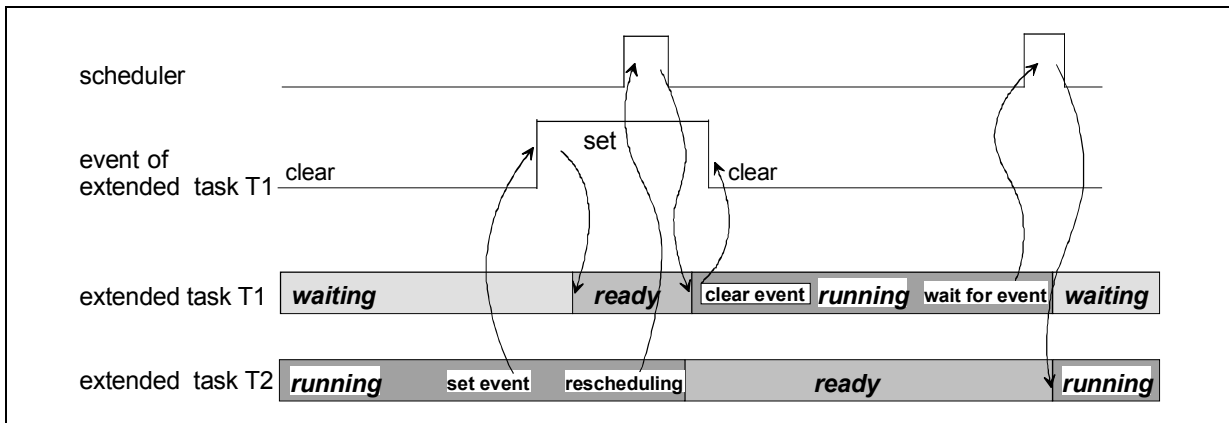 scheduler
set
event of
extended task T1
clear
clear
extended task T1
waiting
ready
clear event
running
wait for event
waiting
extended task T2
running
set event
rescheduling
ready
running